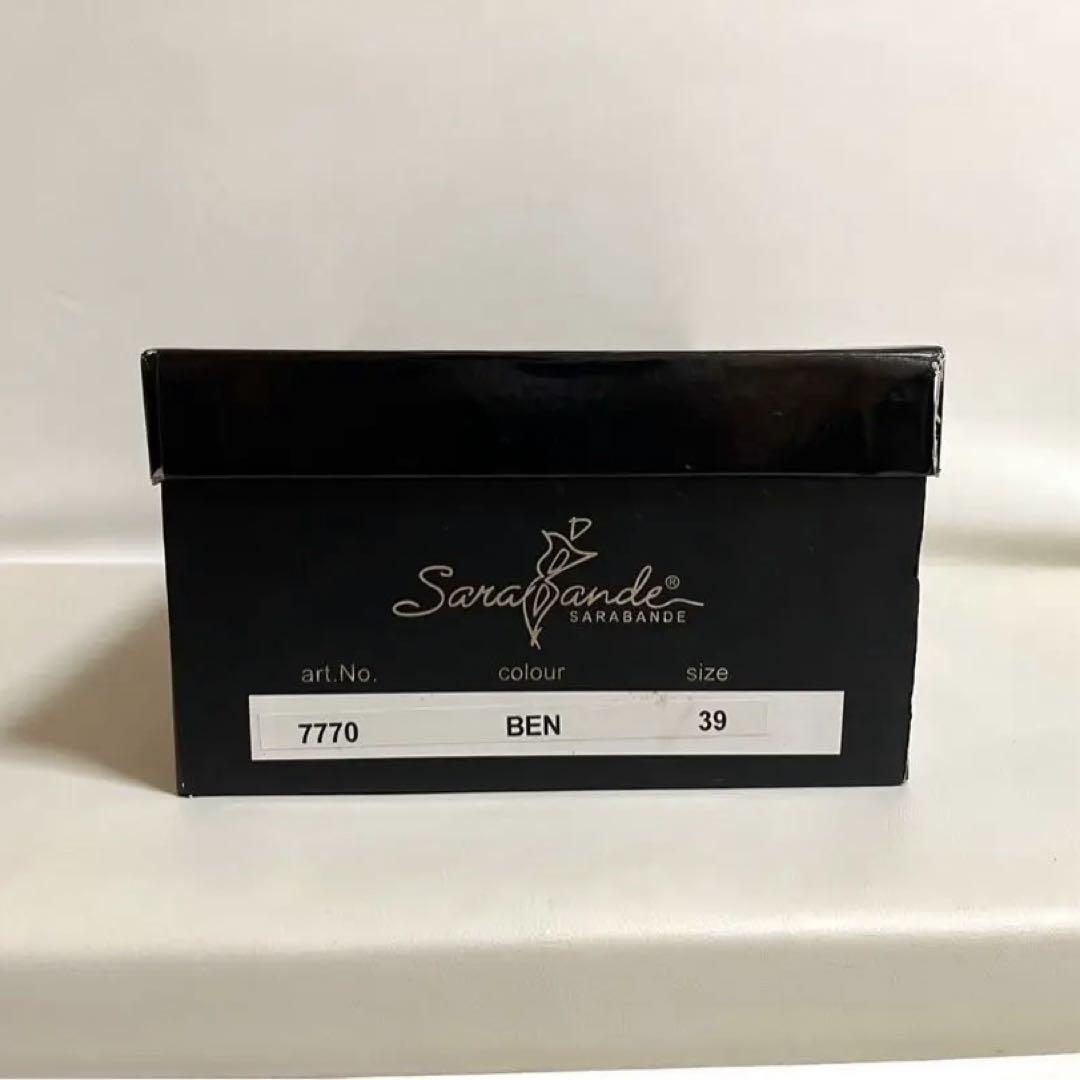 SaraBande®
SARABANDE
art.No. colour size
7770 BEN 39